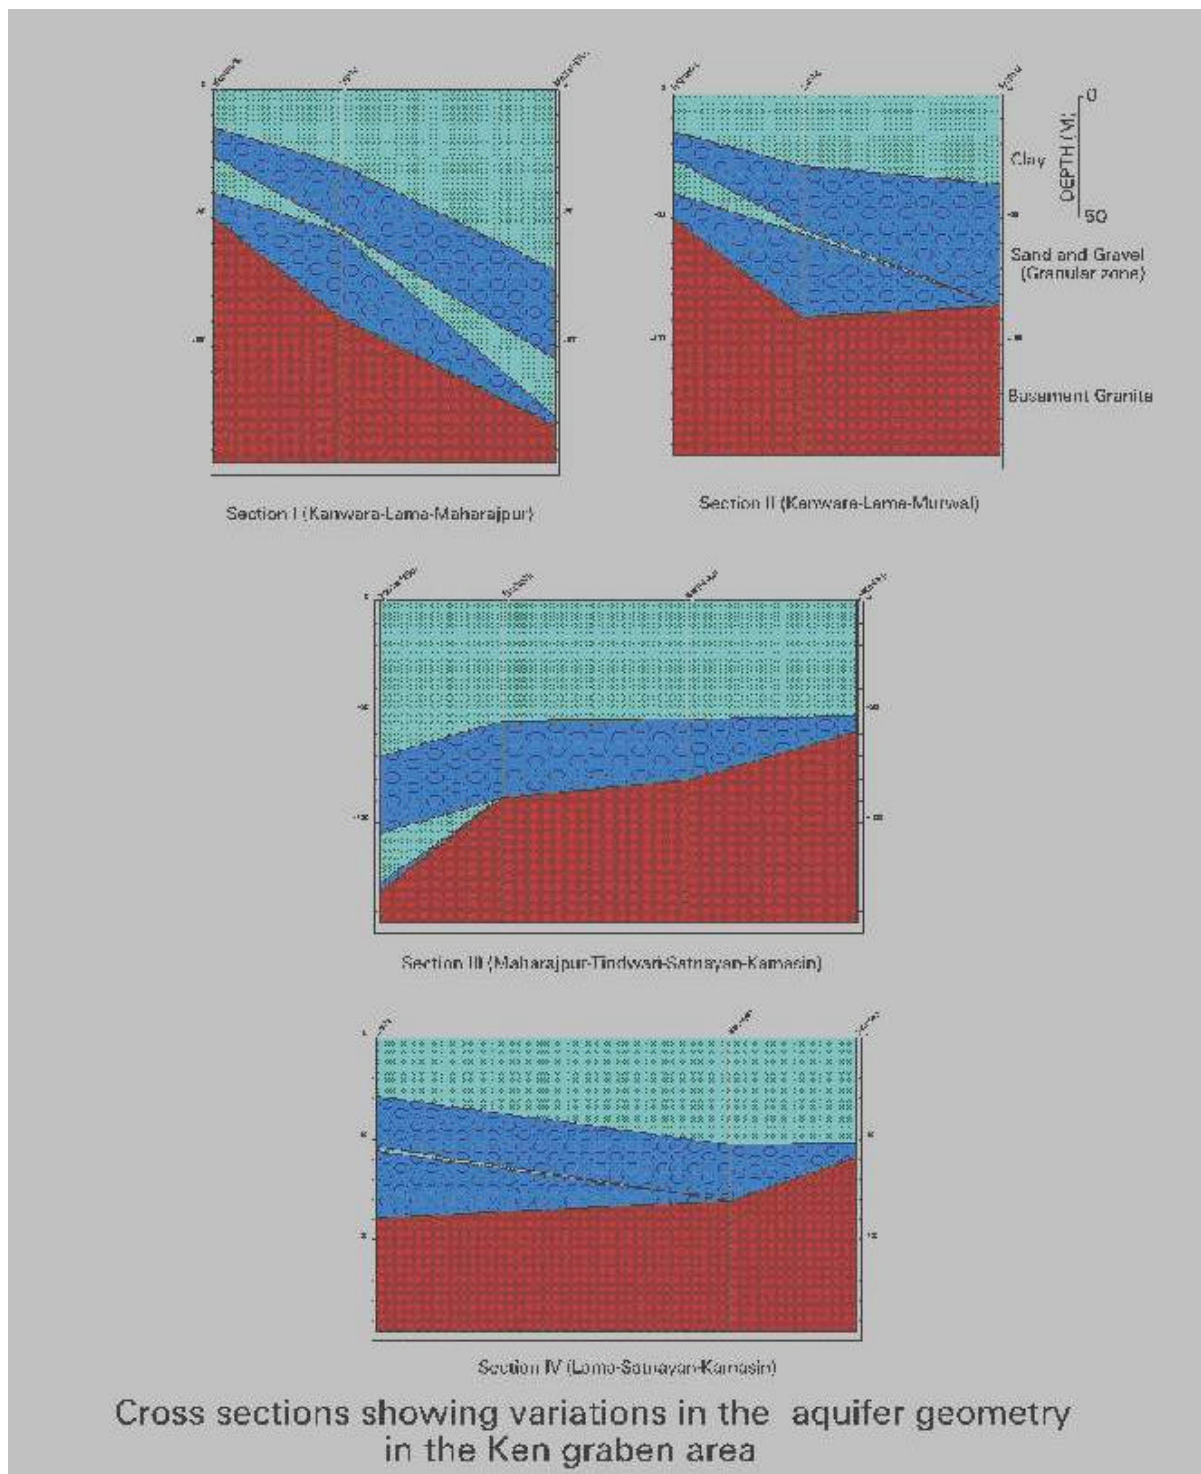 0
Clay
DEPTH (M)
50
Sand and Gravel
(Granular zone)
Basement Granite
Section I (Kanwara-Lama-Maharajpur)
Section II (Kanwara-Lama-Murwal)
Section III (Maharajpur-Tindwari-Satnayan-Kamasin)
Section IV (Lama-Satnayan-Kamasin)
Cross sections showing variations in the aquifer geometry
in the Ken graben area